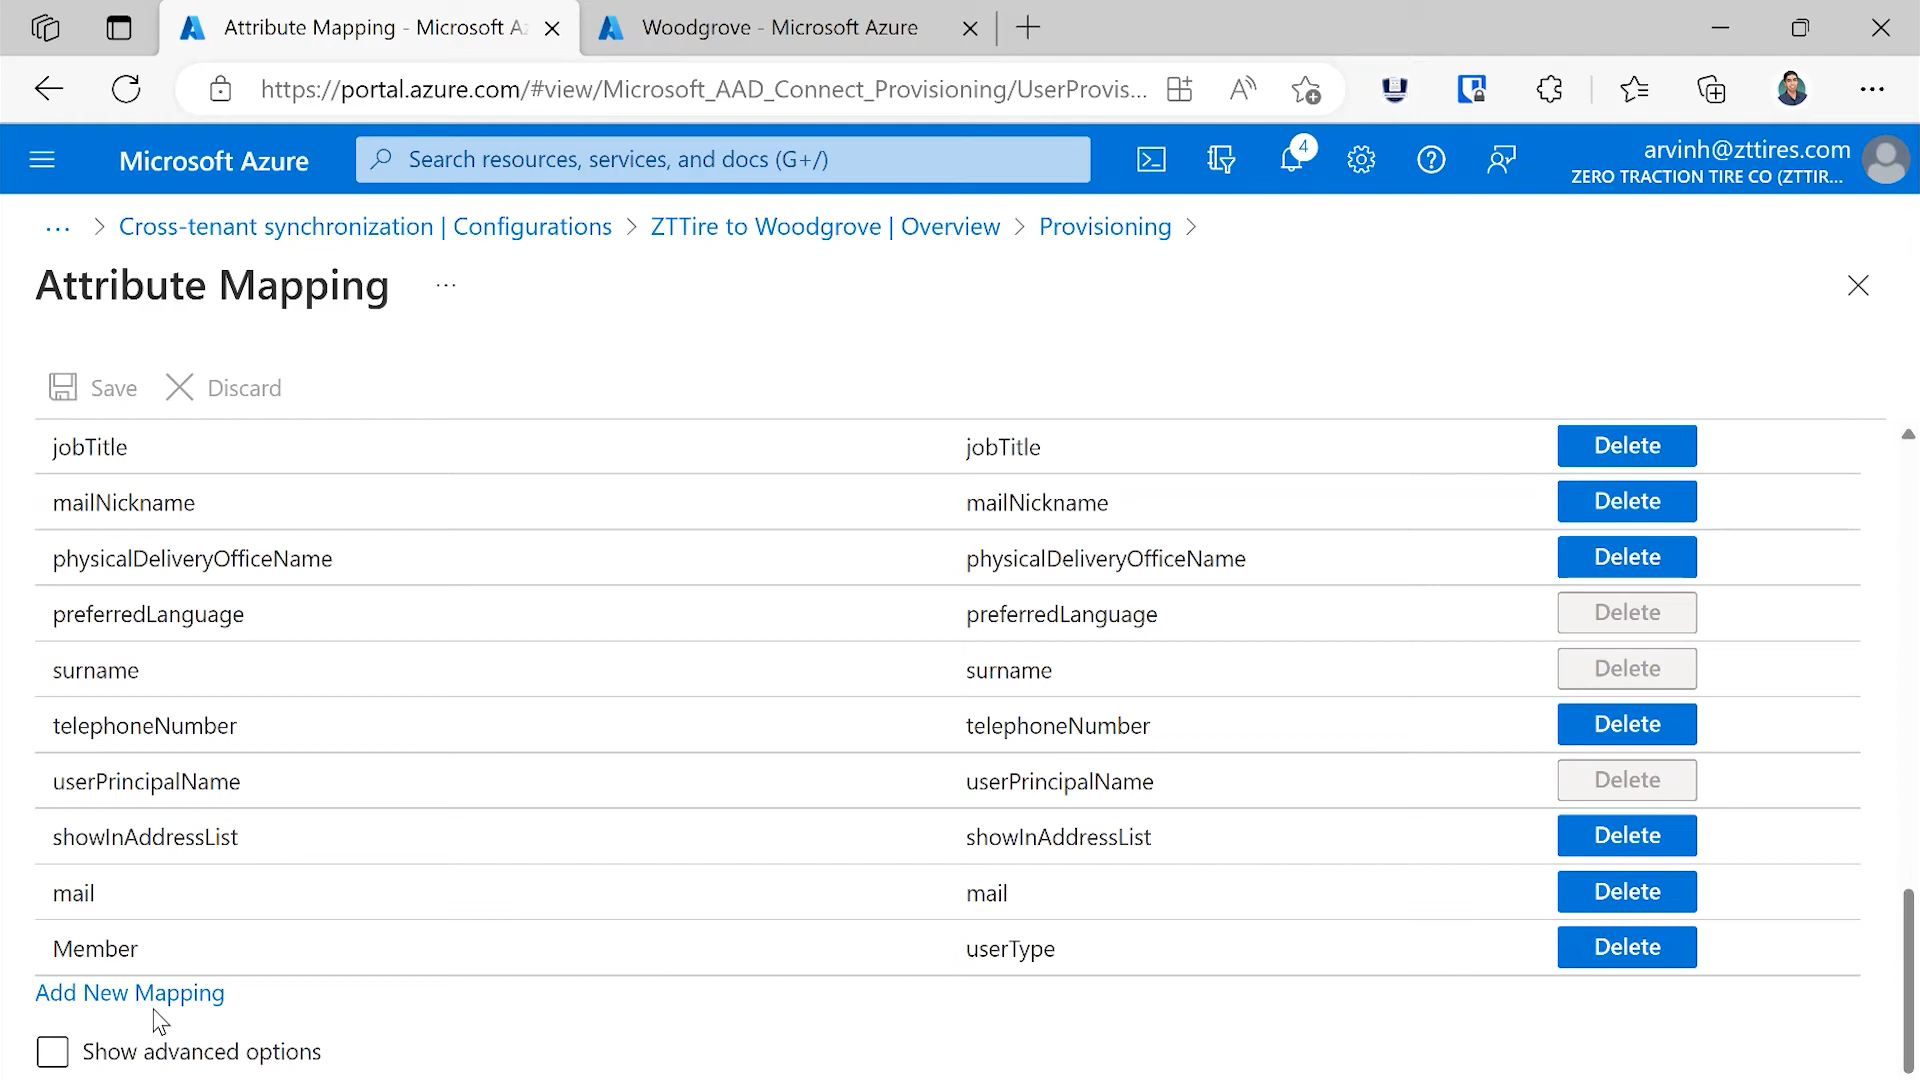 Attribute Mapping - Microsoft Az
Woodgrove - Microsoft Azure
https://portal.azure.com/#view/Microsoft_AAD_Connect_Provisioning/UserProvis...
Microsoft Azure
Search resources, services, and docs (G+/)
4
arvinh@zttires.com
ZERO TRACTION TIRE CO (ZTTIR...
... > Cross-tenant synchronization | Configurations > ZTTire to Woodgrove | Overview > Provisioning >
Attribute Mapping ...
Save Discard
jobTitle jobTitle Delete
mailNickname mailNickname Delete
physicalDeliveryOfficeName physicalDeliveryOfficeName Delete
preferredLanguage preferredLanguage Delete
surname surname Delete
telephoneNumber telephoneNumber Delete
userPrincipalName userPrincipalName Delete
showInAddressList showInAddressList Delete
mail mail Delete
Member userType Delete
Add New Mapping
Show advanced options